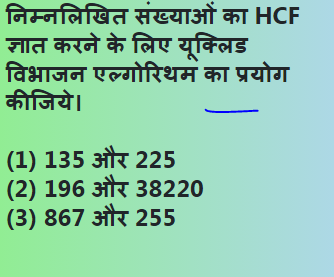 निम्नलिखित संख्याओं का HCF
ज्ञात करने के लिए यूक्लिड
विभाजन एल्गोरिथम का प्रयोग
कीजिये।
(1) 135 और 225
(2) 196 और 38220
(3) 867 और 255